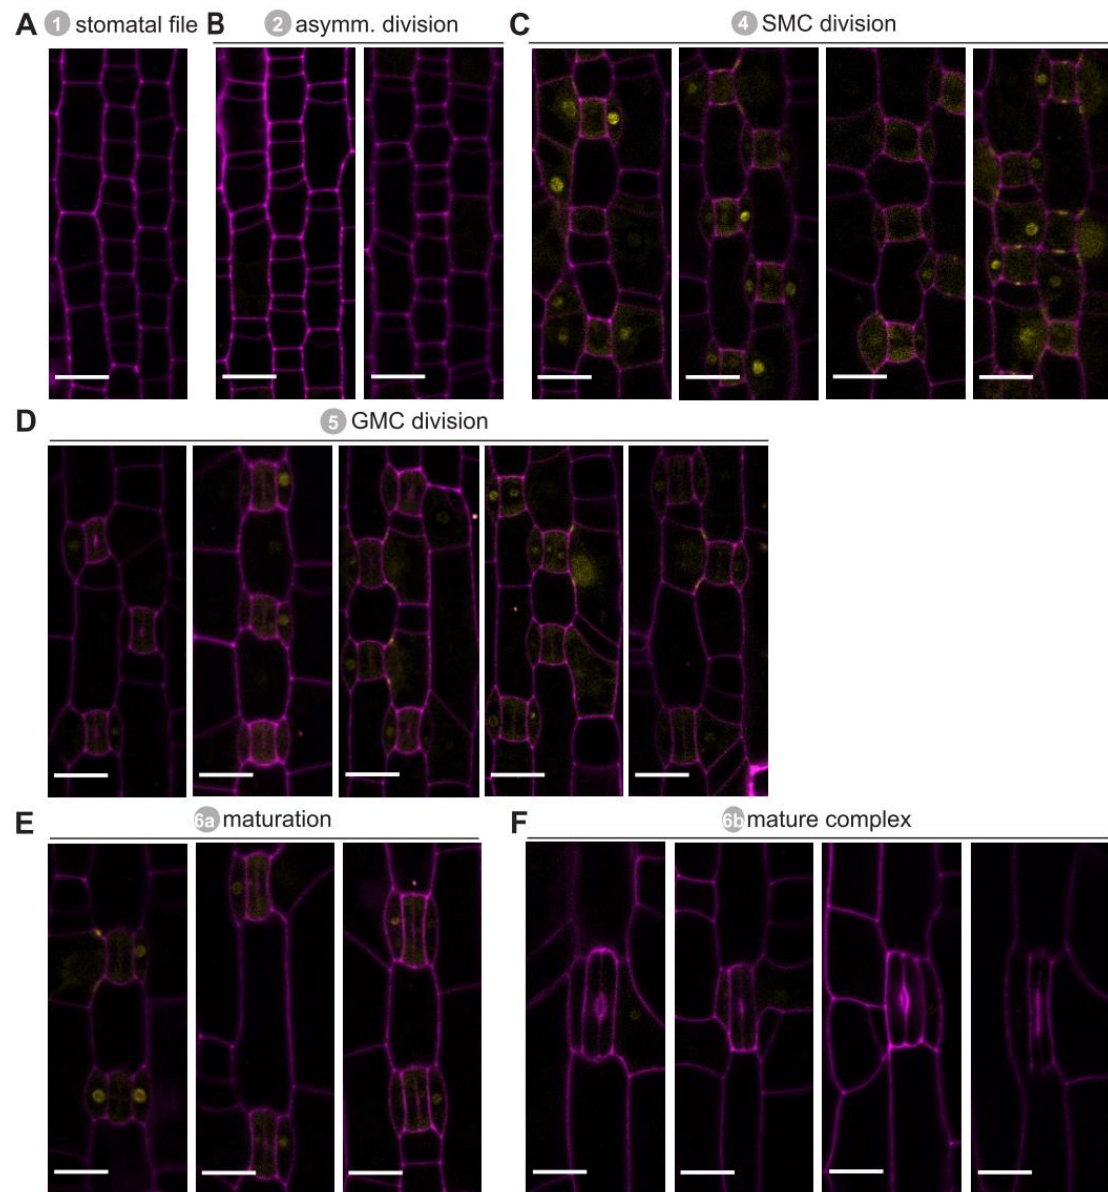 A 1 stomatal file
B 2 asymm. division
C 4 SMC division
D 5 GMC division
E 6a maturation
F 6b mature complex